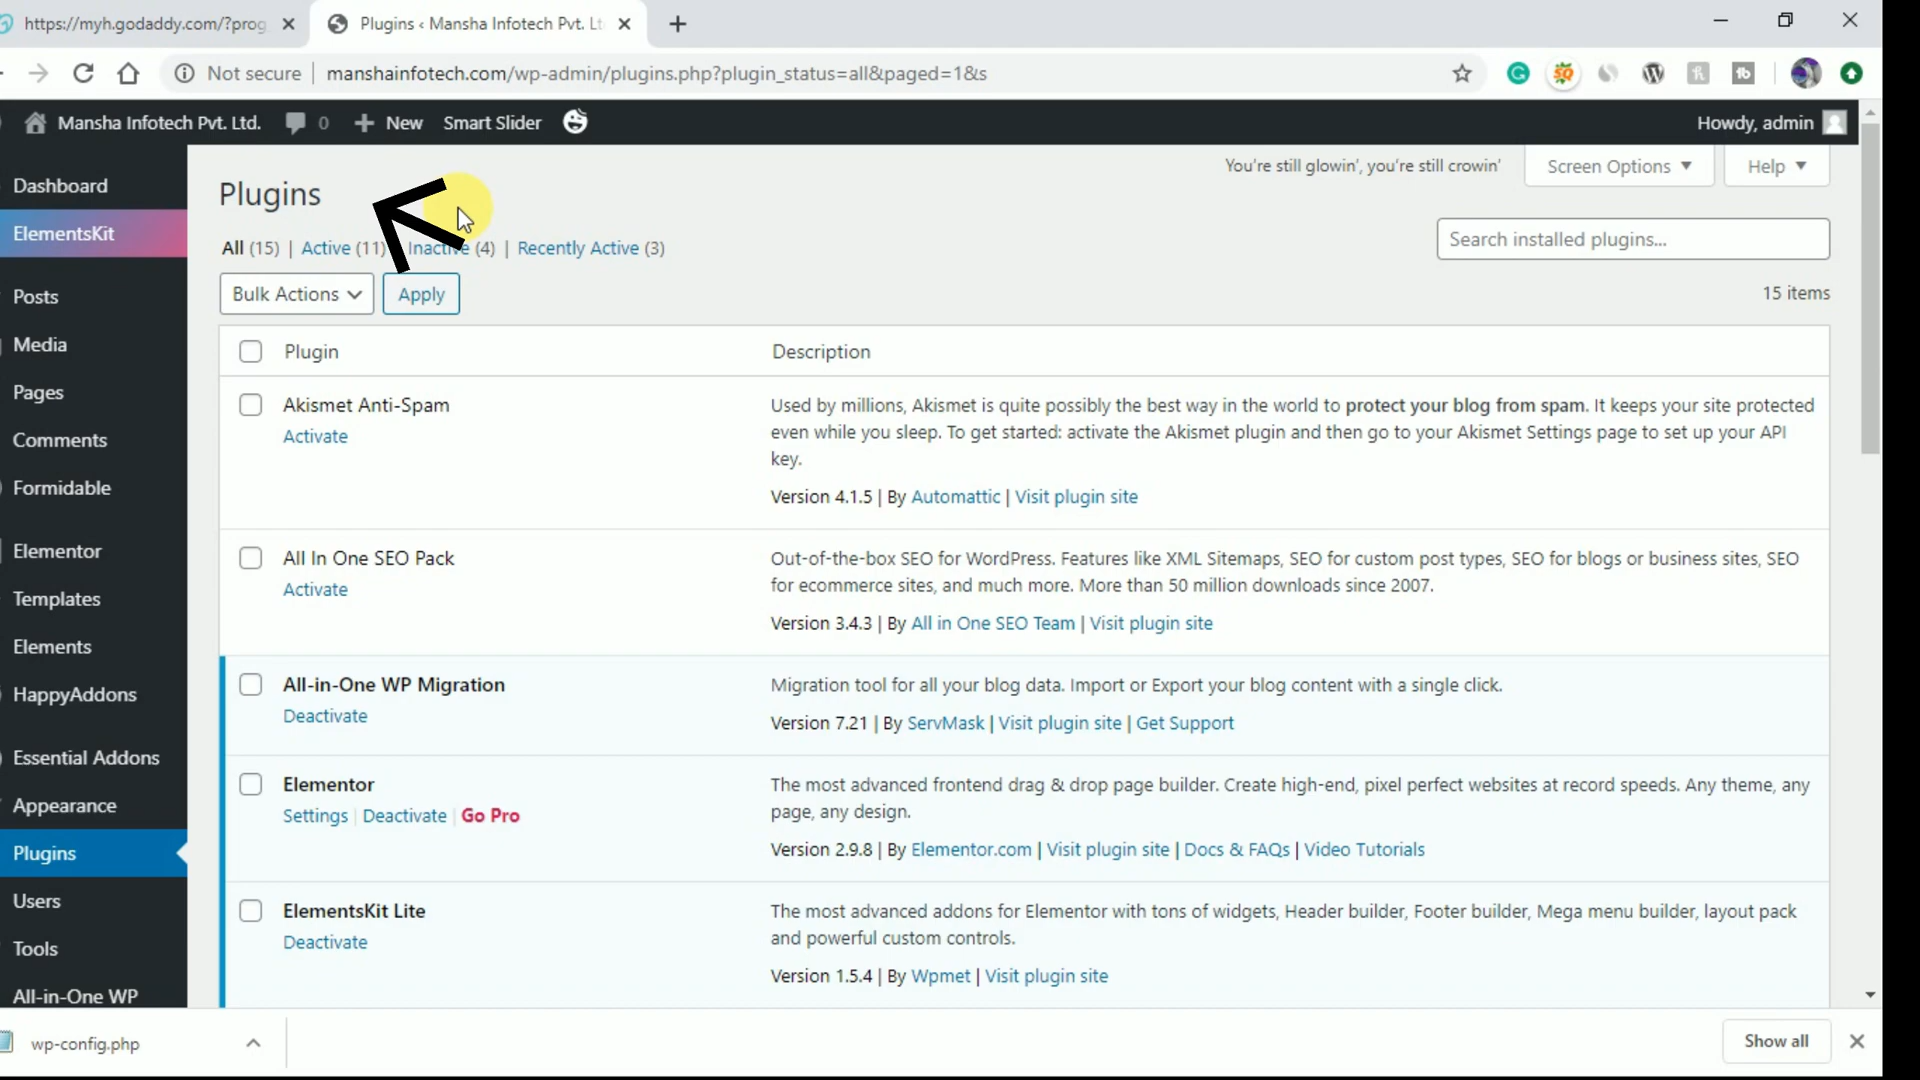 https://myh.godaddy.com/?prog
Plugins ‹ Mansha Infotech Pvt. Lt
Not secure
manshainfotech.com/wp-admin/plugins.php?plugin_status=all&paged=1&s
Mansha Infotech Pvt. Ltd.
0
+ New
Smart Slider
Howdy, admin
Dashboard
ElementsKit
Posts
Media
Pages
Comments
Formidable
Elementor
Templates
Elements
HappyAddons
Essential Addons
Appearance
Plugins
Users
Tools
All-in-One WP
Plugins
You're still glowin', you're still crowin'
Screen Options
Help
All (15) | Active (11) Inactive (4) | Recently Active (3)
Search installed plugins...
Bulk Actions
Apply
15 items
Plugin
Description
Akismet Anti-Spam
Activate
Used by millions, Akismet is quite possibly the best way in the world to protect your blog from spam. It keeps your site protected
even while you sleep. To get started: activate the Akismet plugin and then go to your Akismet Settings page to set up your API
key.
Version 4.1.5 | By Automattic | Visit plugin site
All In One SEO Pack
Activate
Out-of-the-box SEO for WordPress. Features like XML Sitemaps, SEO for custom post types, SEO for blogs or business sites, SEO
for ecommerce sites, and much more. More than 50 million downloads since 2007.
Version 3.4.3 | By All in One SEO Team | Visit plugin site
All-in-One WP Migration
Deactivate
Migration tool for all your blog data. Import or Export your blog content with a single click.
Version 7.21 | By ServMask | Visit plugin site | Get Support
Elementor
Settings | Deactivate | Go Pro
The most advanced frontend drag & drop page builder. Create high-end, pixel perfect websites at record speeds. Any theme, any
page, any design.
Version 2.9.8 | By Elementor.com | Visit plugin site | Docs & FAQs | Video Tutorials
ElementsKit Lite
Deactivate
The most advanced addons for Elementor with tons of widgets, Header builder, Footer builder, Mega menu builder, layout pack
and powerful custom controls.
Version 1.5.4 | By Wpmet | Visit plugin site
wp-config.php
Show all